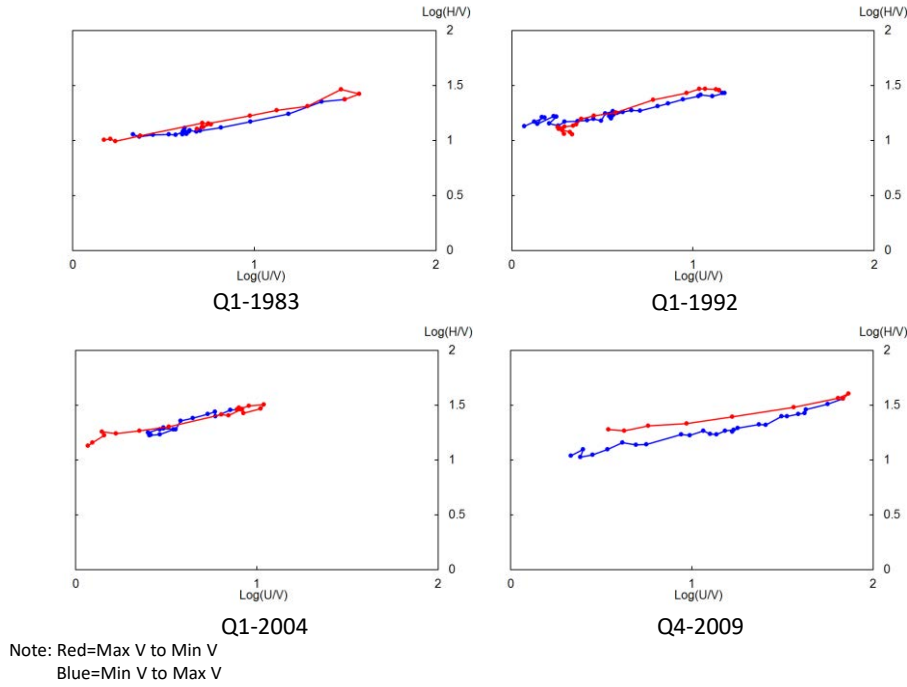 Log(H/V) Log(H/V)
2 2
1.5 1.5
1 1
0.5 0.5
0 0
0 1 2 0 1 2
Log(U/V) Log(U/V)
Q1-1983 Q1-1992
Log(H/V) Log(H/V)
2 2
1.5 1.5
1 1
0.5 0.5
0 0
0 1 2 0 1 2
Log(U/V) Log(U/V)
Q1-2004 Q4-2009
Note: Red=Max V to Min V
Blue=Min V to Max V